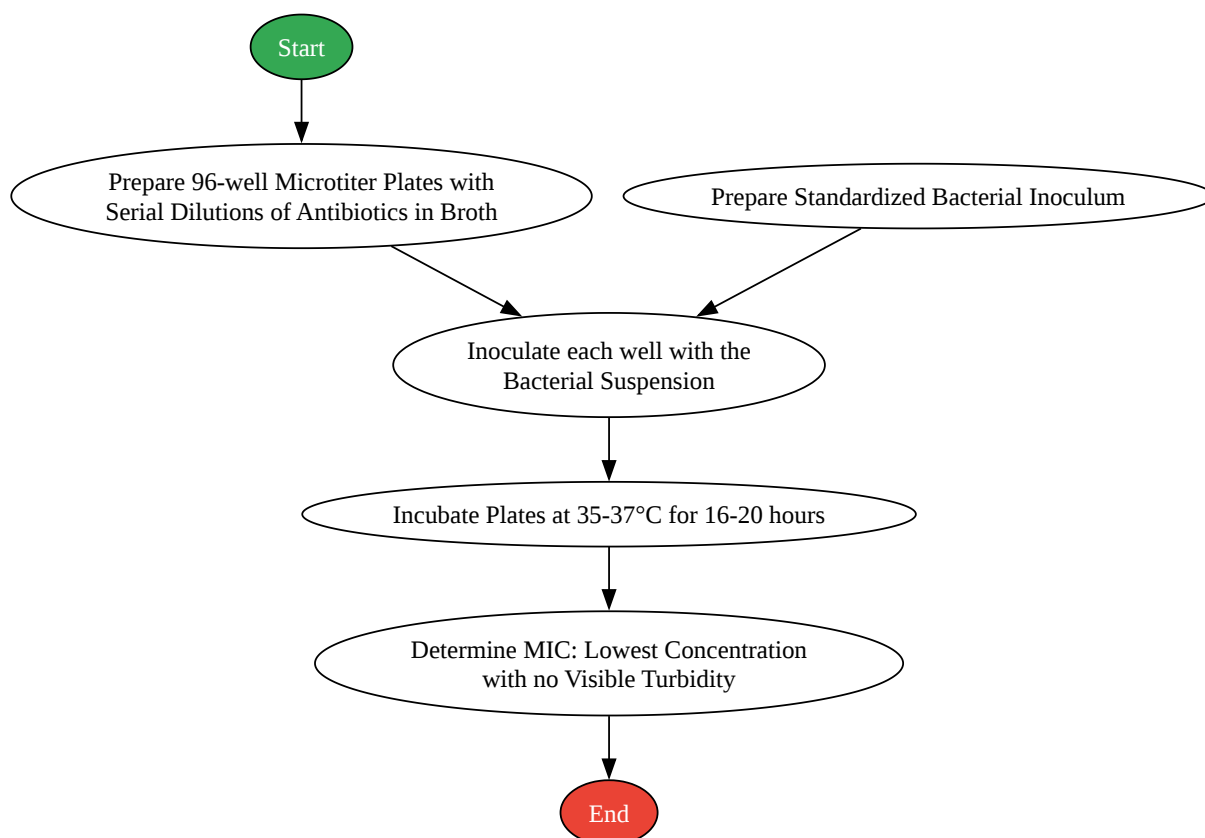 Start
Prepare 96-well Microtiter Plates with
Serial Dilutions of Antibiotics in Broth
Prepare Standardized Bacterial Inoculum
Inoculate each well with the
Bacterial Suspension
Incubate Plates at 35-37°C for 16-20 hours
Determine MIC: Lowest Concentration
with no Visible Turbidity
End